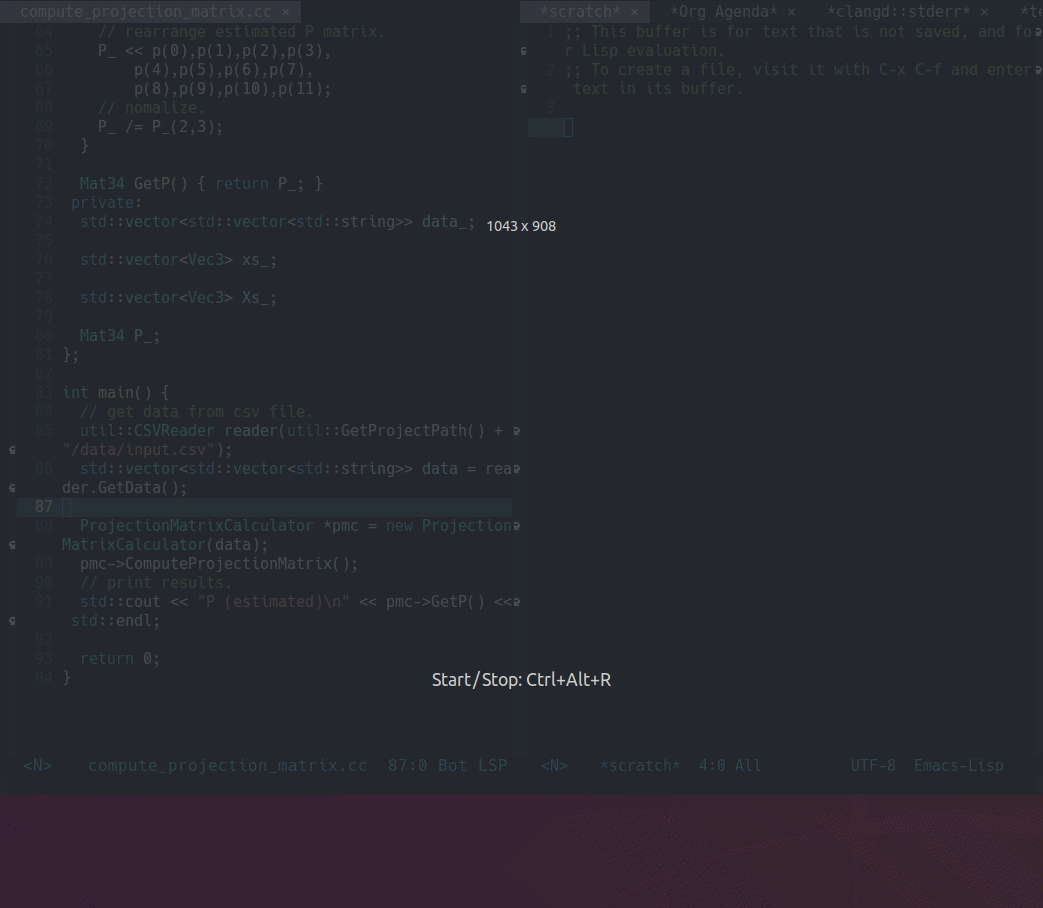 compute_projection_matrix.cc ×
64 // rearrange estimated P matrix.
65 P_ << p(0),p(1),p(2),p(3),
66 p(4),p(5),p(6),p(7),
67 p(8),p(9),p(10),p(11);
68 // nomalize.
69 P_ /= P_(2,3);
70 }
71
72 Mat34 GetP() { return P_; }
73 private:
74 std::vector<std::vector<std::string>> data_;
75
76 std::vector<Vec3> xs_;
77
78 std::vector<Vec3> Xs_;
79
80 Mat34 P_;
81 };
82
83 int main() {
84 // get data from csv file.
85 util::CSVReader reader(util::GetProjectPath() +
"/data/input.csv");
86 std::vector<std::vector<std::string>> data = rea
der.GetData();
87
88 ProjectionMatrixCalculator *pmc = new Projection
MatrixCalculator(data);
89 pmc->ComputeProjectionMatrix();
90 // print results.
91 std::cout << "P (estimated)\n" << pmc->GetP() <<
std::endl;
92
93 return 0;
94 }
<N> compute_projection_matrix.cc 87:0 Bot LSP
*scratch* × *Org Agenda* × *clangd::stderr* × *t
1 ;; This buffer is for text that is not saved, and fo
r Lisp evaluation.
2 ;; To create a file, visit it with C-x C-f and enter
text in its buffer.
3
<N> *scratch* 4:0 All UTF-8 Emacs-Lisp
1043 x 908
Start/Stop: Ctrl+Alt+R